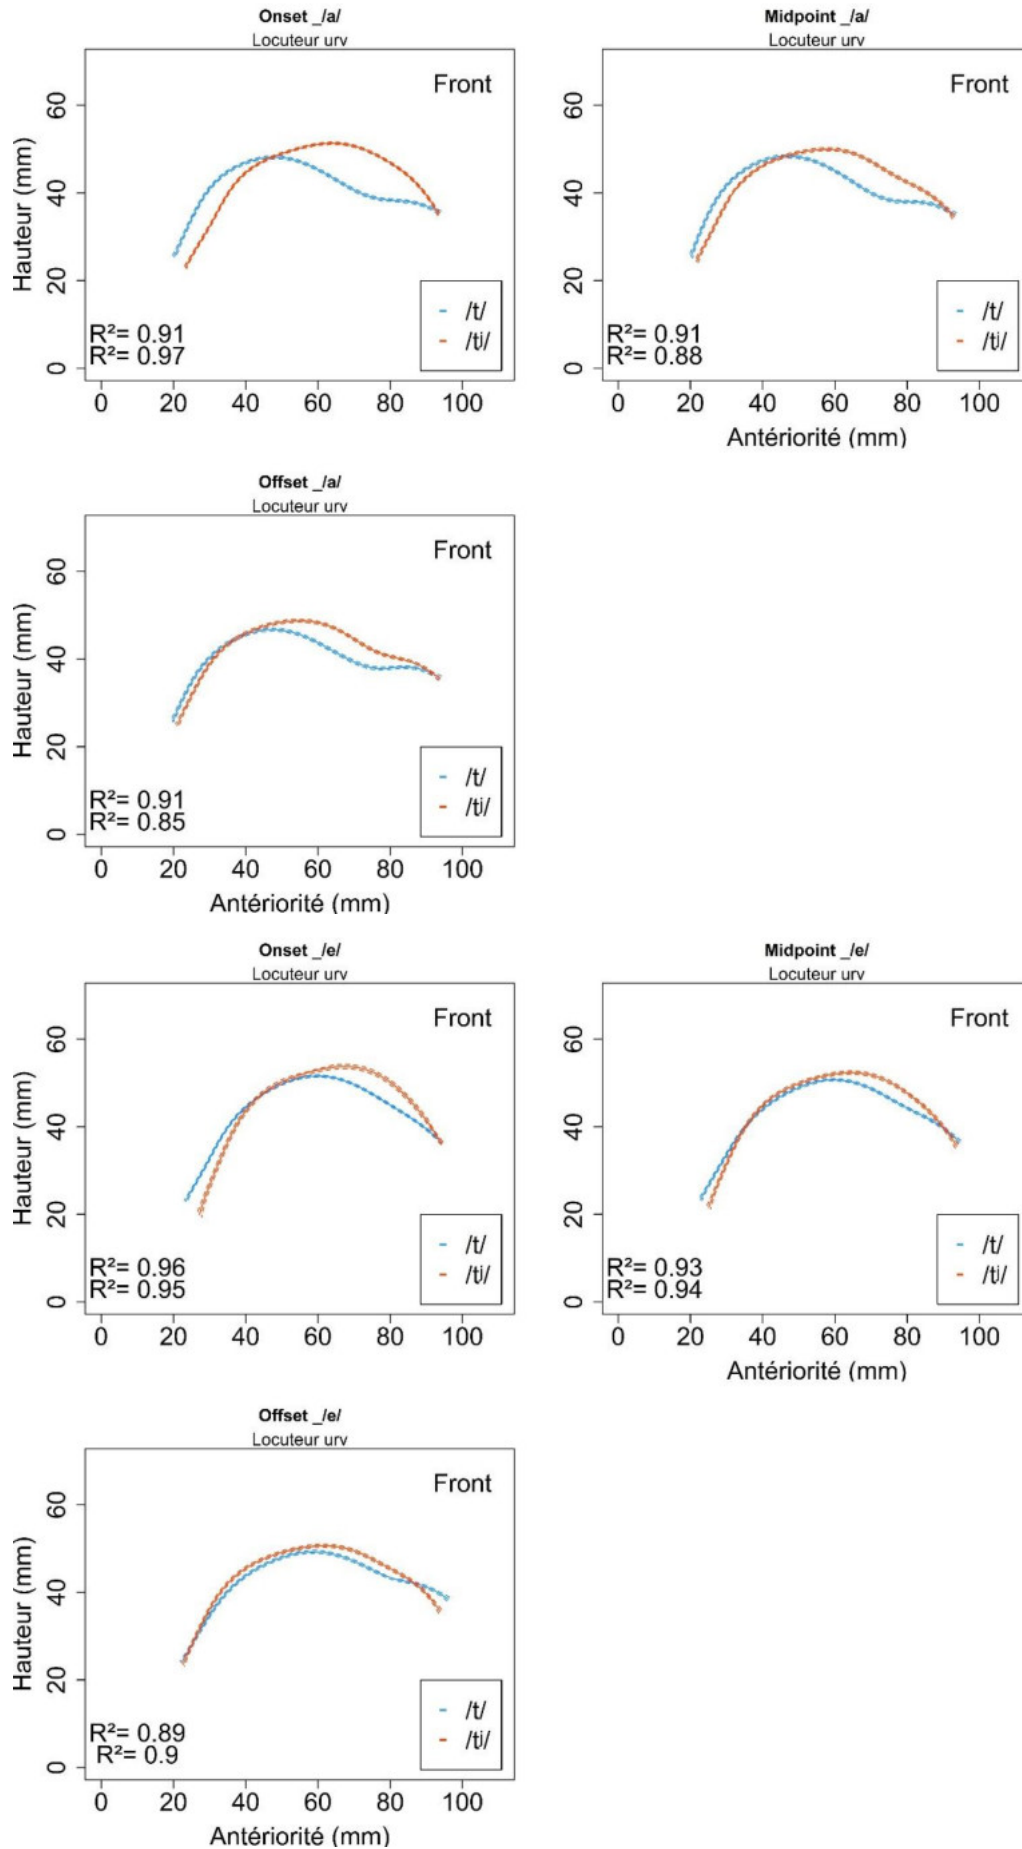 Onset _/a/
Locuteur urv
Front
Hauteur (mm)
60
40
20
0
/t/
/tʲ/
R²= 0.91
R²= 0.97
0 20 40 60 80 100
Midpoint _/a/
Locuteur urv
Front
60
40
20
0
/t/
/tʲ/
R²= 0.91
R²= 0.88
0 20 40 60 80 100
Antériorité (mm)
Offset _/a/
Locuteur urv
Front
Hauteur (mm)
60
40
20
0
/t/
/tʲ/
R²= 0.91
R²= 0.85
0 20 40 60 80 100
Antériorité (mm)
Onset _/e/
Locuteur urv
Front
Hauteur (mm)
60
40
20
0
/t/
/tʲ/
R²= 0.96
R²= 0.95
0 20 40 60 80 100
Midpoint _/e/
Locuteur urv
Front
60
40
20
0
/t/
/tʲ/
R²= 0.93
R²= 0.94
0 20 40 60 80 100
Antériorité (mm)
Offset _/e/
Locuteur urv
Front
Hauteur (mm)
60
40
20
0
/t/
/tʲ/
R²= 0.89
R²= 0.9
0 20 40 60 80 100
Antériorité (mm)